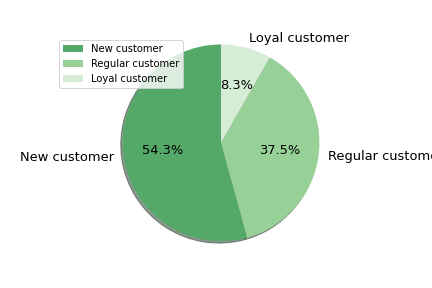 New customer
Regular customer
Loyal customer
Loyal customer
8.3%
54.3%
37.5%
New customer
Regular custome